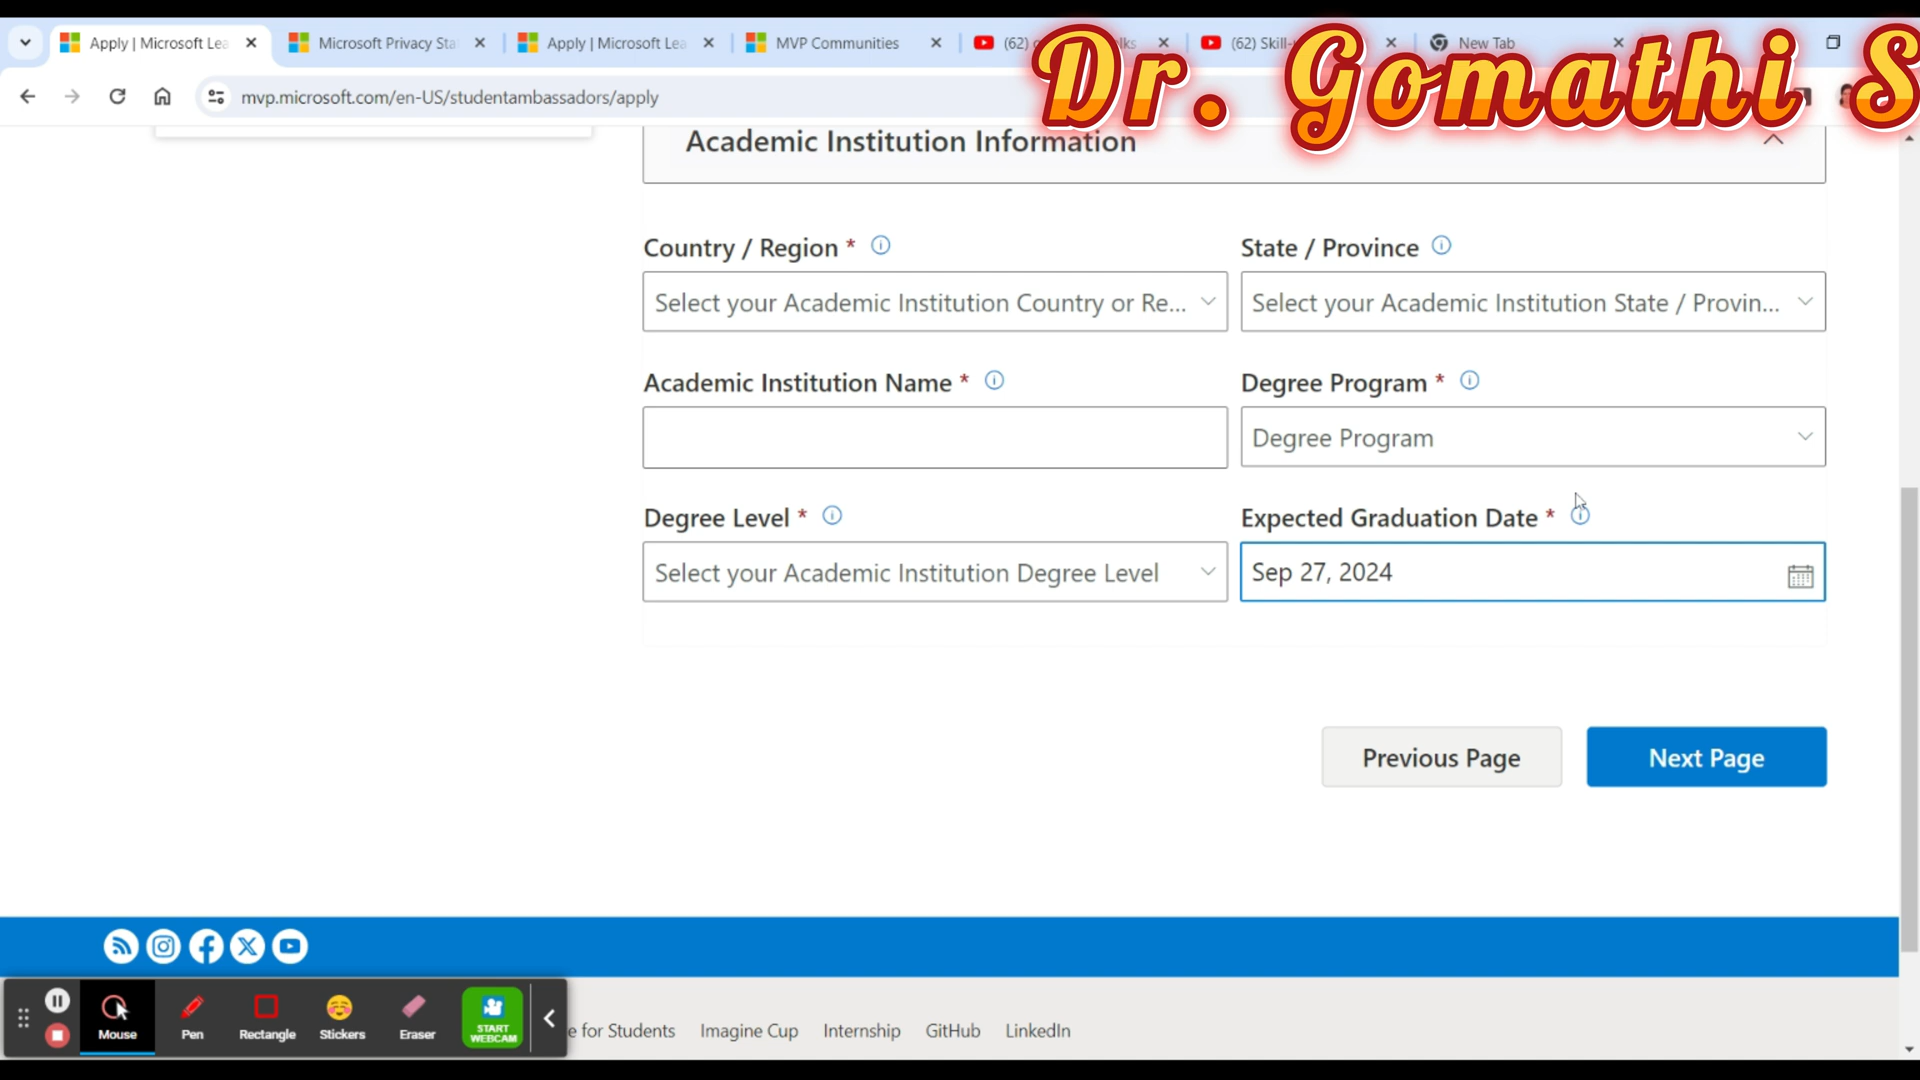 Apply | Microsoft Lea
Microsoft Privacy Sta
Apply | Microsoft Lea
MVP Communities
(62)
(62) Skill-
New Tab
Dr. Gomathi S
mvp.microsoft.com/en-US/studentambassadors/apply
Academic Institution Information
Country / Region *
State / Province
Select your Academic Institution Country or Re...
Select your Academic Institution State / Provin...
Academic Institution Name *
Degree Program *
Degree Program
Degree Level *
Expected Graduation Date *
Select your Academic Institution Degree Level
Sep 27, 2024
Previous Page
Next Page
Mouse
Pen
Rectangle
Stickers
Eraser
START
WEBCAM
e for Students
Imagine Cup
Internship
GitHub
LinkedIn